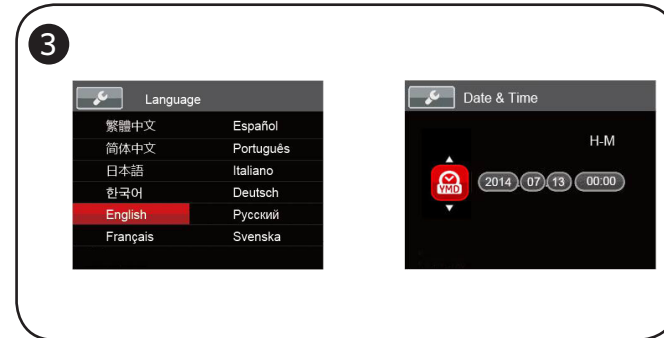 3
Language
繁體中文 Español
简体中文 Português
日本語 Italiano
한국어 Deutsch
English Русский
Français Svenska
Date & Time
H-M
YMD 2014.07.13 00:00